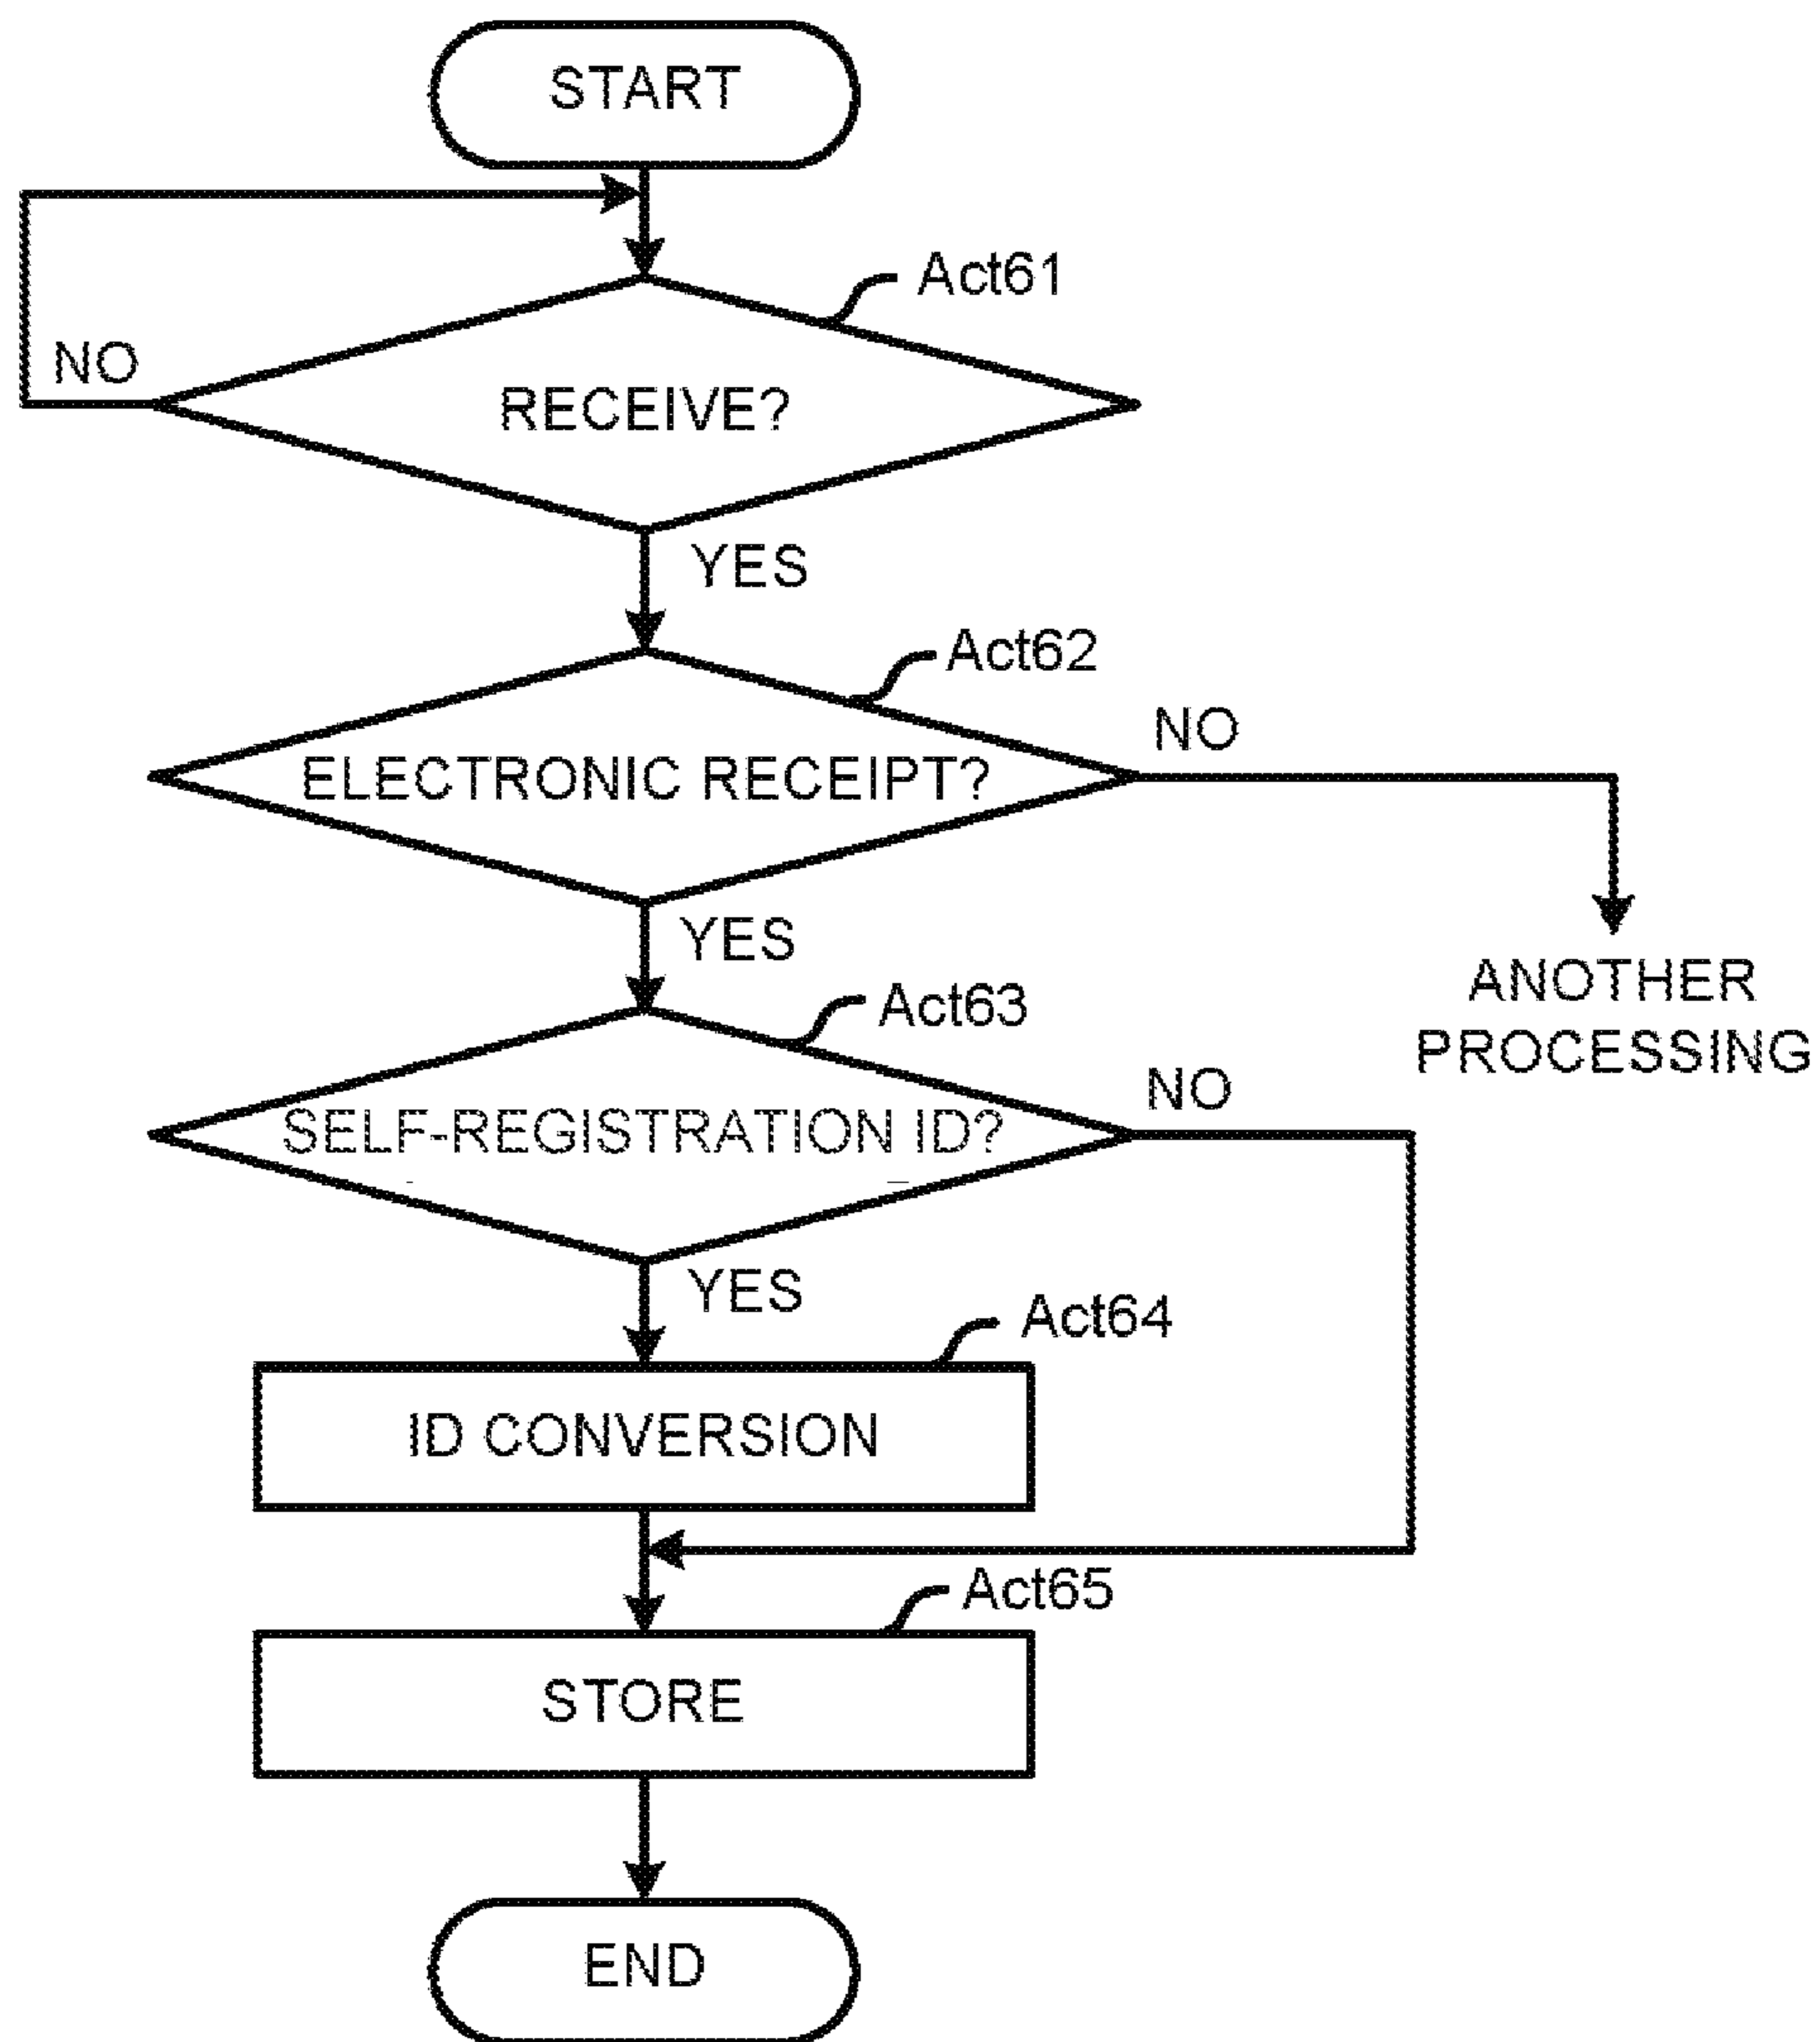 START
Act61
NO
RECEIVE?
YES
Act62
NO
ELECTRONIC RECEIPT?
YES
ANOTHER
PROCESSING
Act63
NO
SELF-REGISTRATION ID?
YES
Act64
ID CONVERSION
Act65
STORE
END